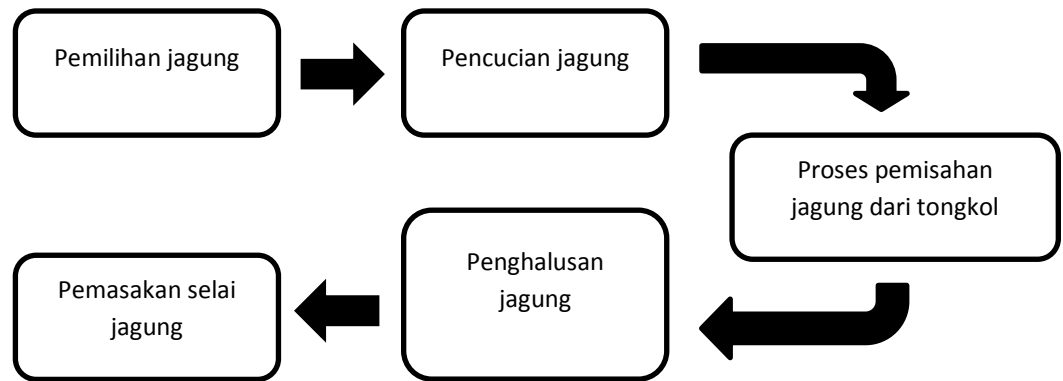 Pemilihan jagung
Pencucian jagung
Proses pemisahan
jagung dari tongkol
Penghalusan
jagung
Pemasakan selai
jagung